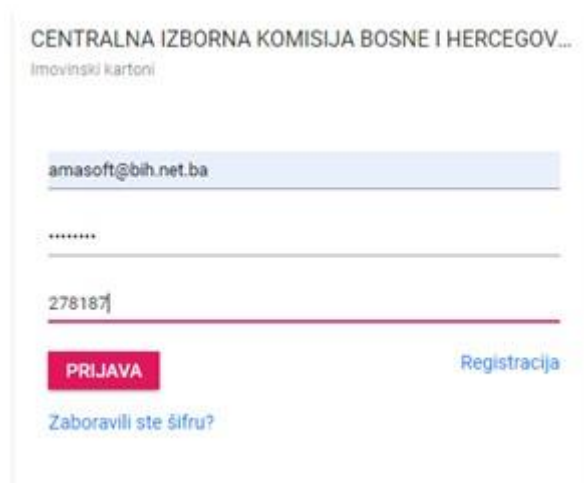 CENTRALNA IZBORNA KOMISIJA BOSNE I HERCEGOV...
Imovinski kartoni
amasoft@bih.net.ba
........
278187
PRIJAVA
Registracija
Zaboravili ste šifru?